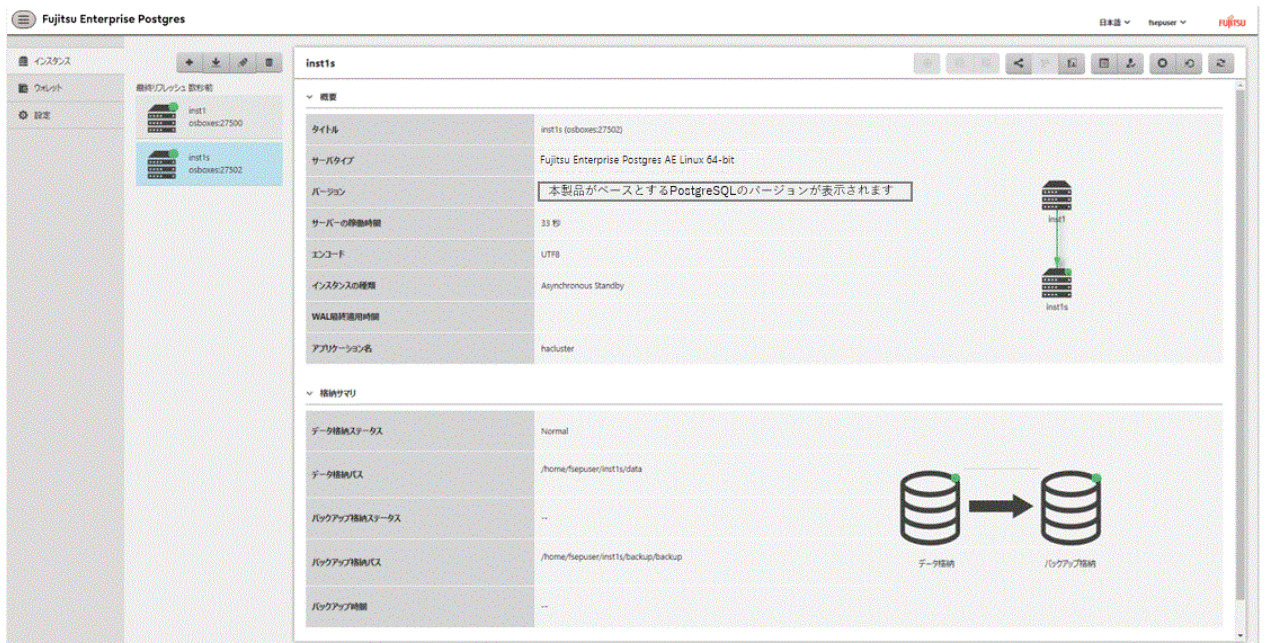 Fujitsu Enterprise Postgres
日本語
fsepuser
FUJITSU
インスタンス
ウォレット
設定
最終リフレッシュ 数秒前
inst1
osboxes:27500
inst1s
osboxes:27502
inst1s
概要
タイトル
inst1s (osboxes:27502)
サーバタイプ
Fujitsu Enterprise Postgres AE Linux 64-bit
バージョン
本製品がベースとするPostgreSQLのバージョンが表示されます
サーバーの稼働時間
33 秒
エンコード
UTF8
インスタンスの種類
Asynchronous Standby
WAL最終適用時間
アプリケーション名
hacluster
inst1
inst1s
格納サマリ
データ格納ステータス
Normal
データ格納パス
/home/fsepuser/inst1s/data
バックアップ格納ステータス
--
バックアップ格納パス
/home/fsepuser/inst1s/backup/backup
バックアップ時間
--
データ格納
バックアップ格納